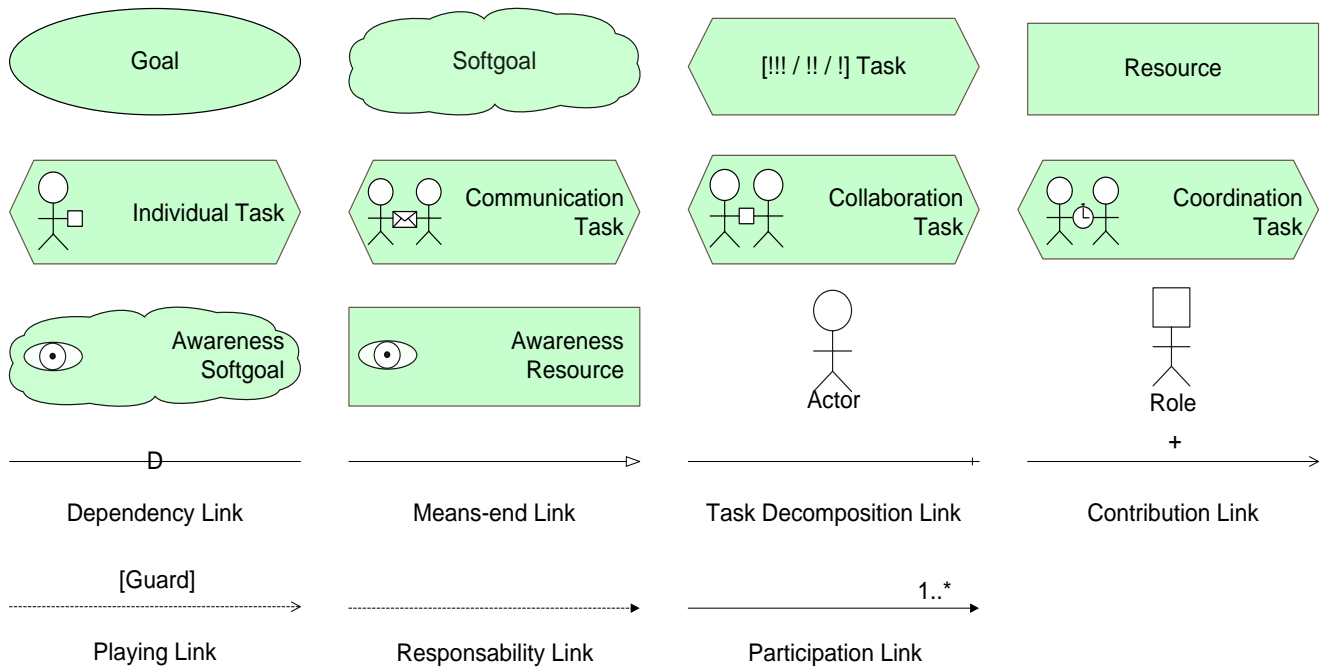 Goal
Softgoal
[!!! / !! / !] Task
Resource
Individual Task
Communication
Task
Collaboration
Task
Coordination
Task
Awareness
Softgoal
Awareness
Resource
Actor
Role
D
+
Dependency Link
Means-end Link
Task Decomposition Link
Contribution Link
[Guard]
1..*
Playing Link
Responsability Link
Participation Link